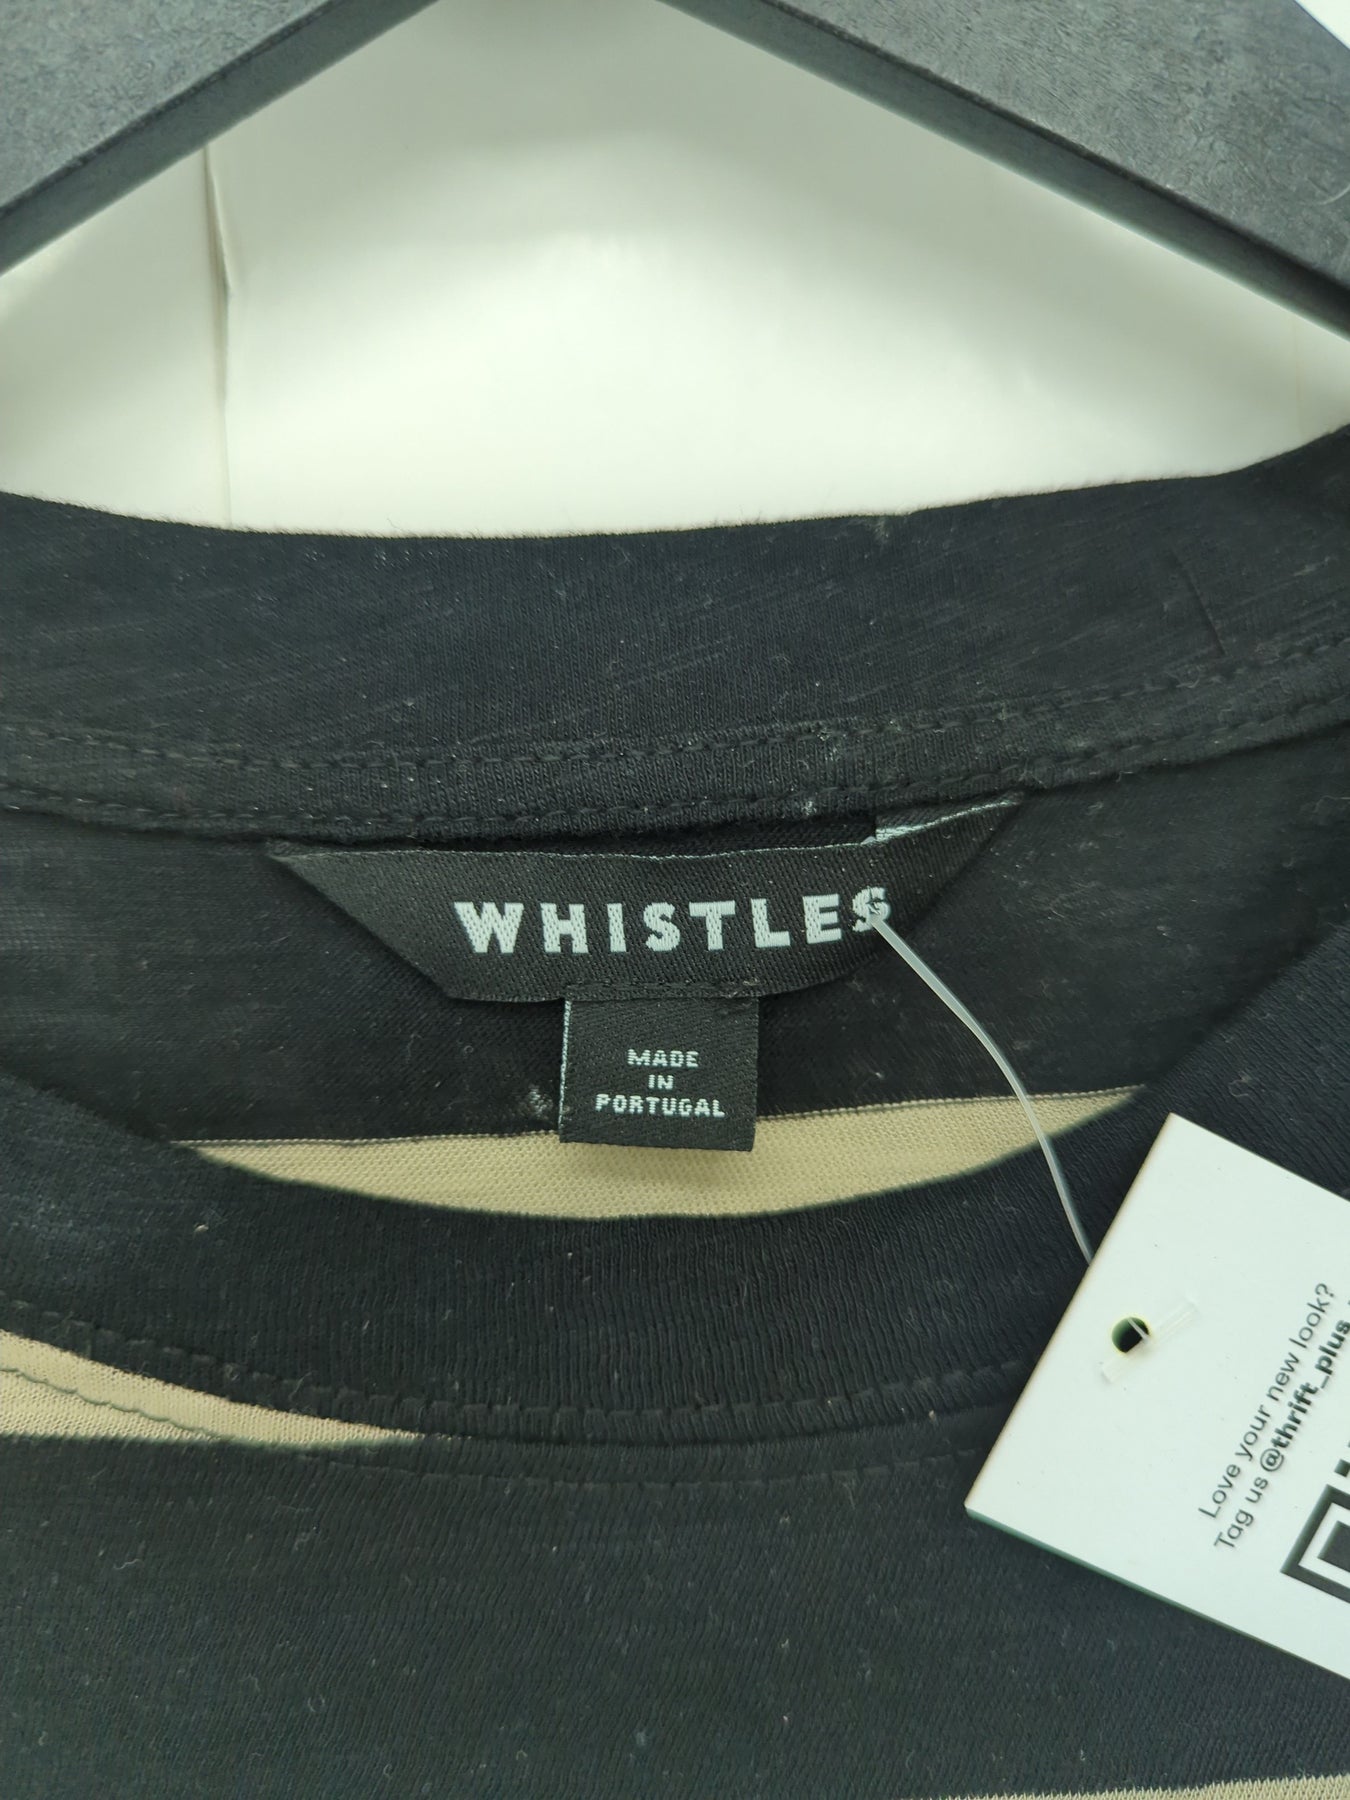 WHISTLES
MADE
IN
PORTUGAL
Love your new look?
Tag us @thrift_plus